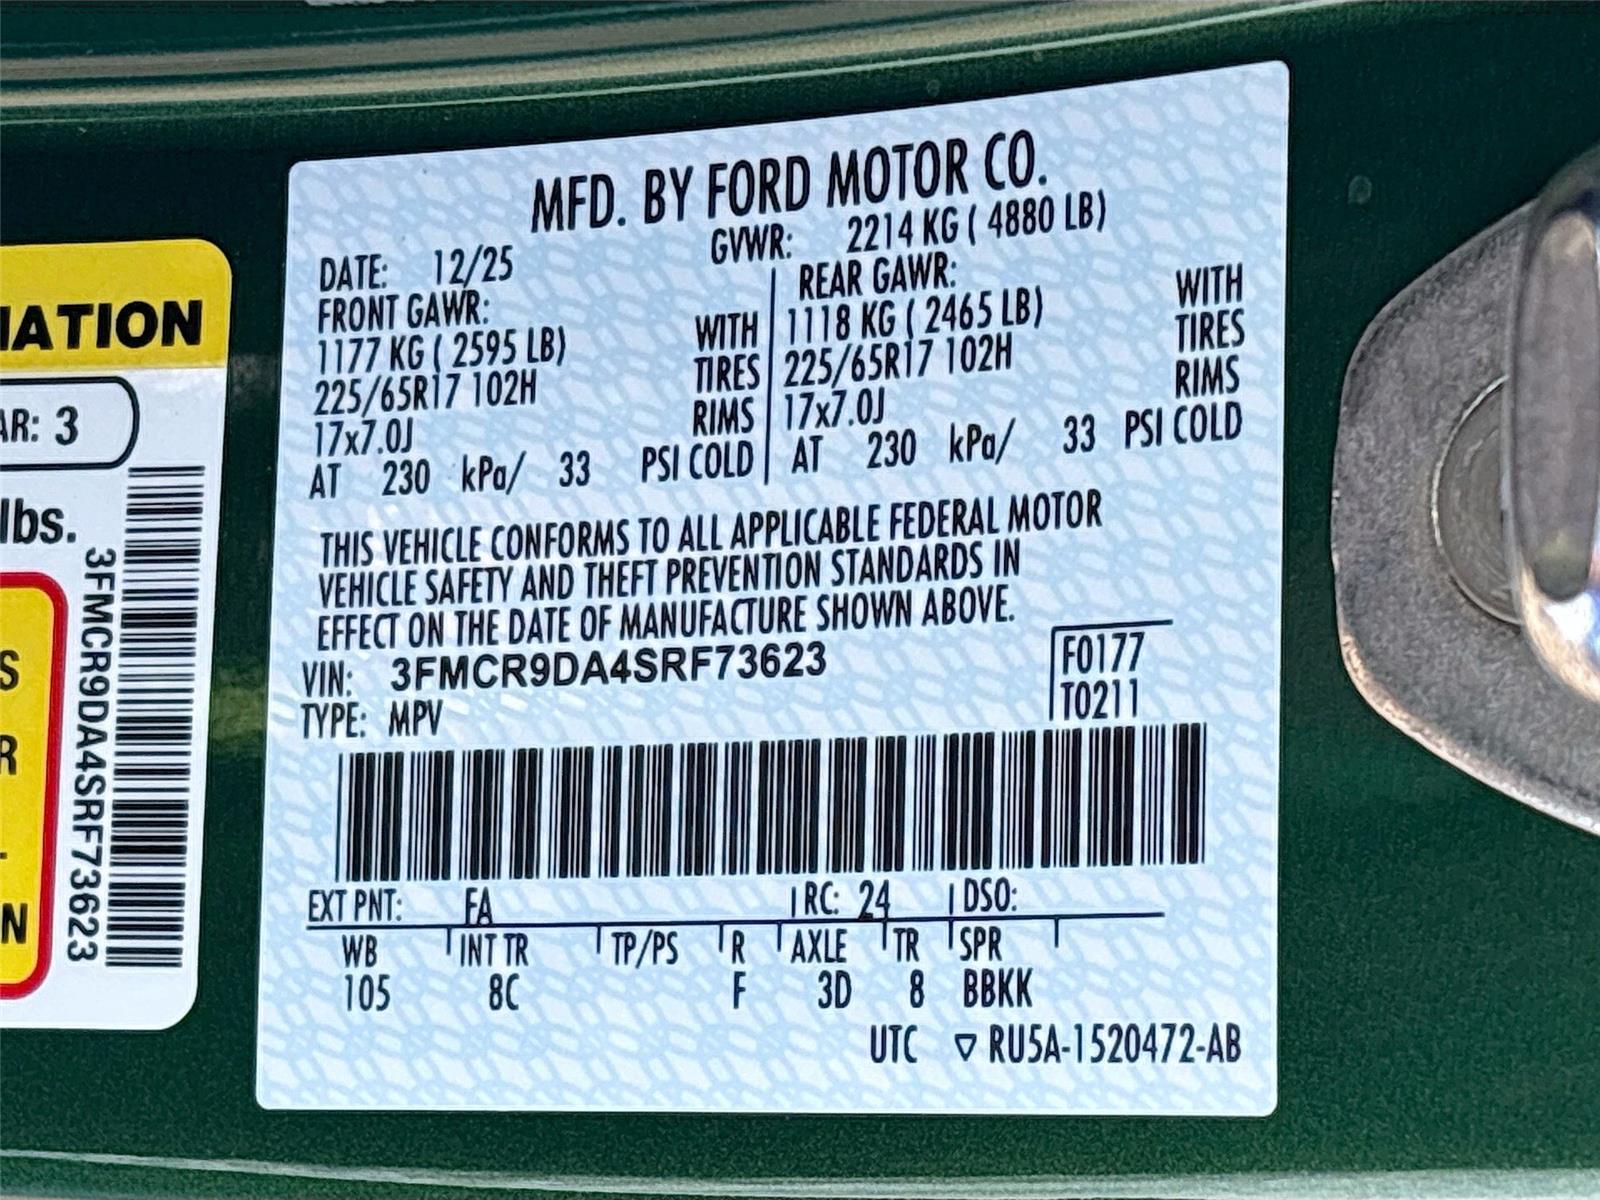 MFD. BY FORD MOTOR CO.
DATE: 12/25 GVWR: 2214 KG ( 4880 LB)
FRONT GAWR: REAR GAWR:
1177 KG ( 2595 LB) WITH 1118 KG ( 2465 LB) WITH
225/65R17 102H TIRES 225/65R17 102H TIRES
17x7.0J RIMS 17x7.0J RIMS
AT 230 kPa/ 33 PSI COLD AT 230 kPa/ 33 PSI COLD
THIS VEHICLE CONFORMS TO ALL APPLICABLE FEDERAL MOTOR
VEHICLE SAFETY AND THEFT PREVENTION STANDARDS IN
EFFECT ON THE DATE OF MANUFACTURE SHOWN ABOVE.
VIN: 3FMCR9DA4SRF73623 F0177
TYPE: MPV T0211
EXT PNT: FA RC: 24 DSO:
WB INT TR TP/PS R AXLE TR SPR
105 8C F 3D 8 BBKK
UTC ▽ RU5A-1520472-AB
IATION
AR: 3
lbs.
3FMCR9DA4SRF73623
S
R
N